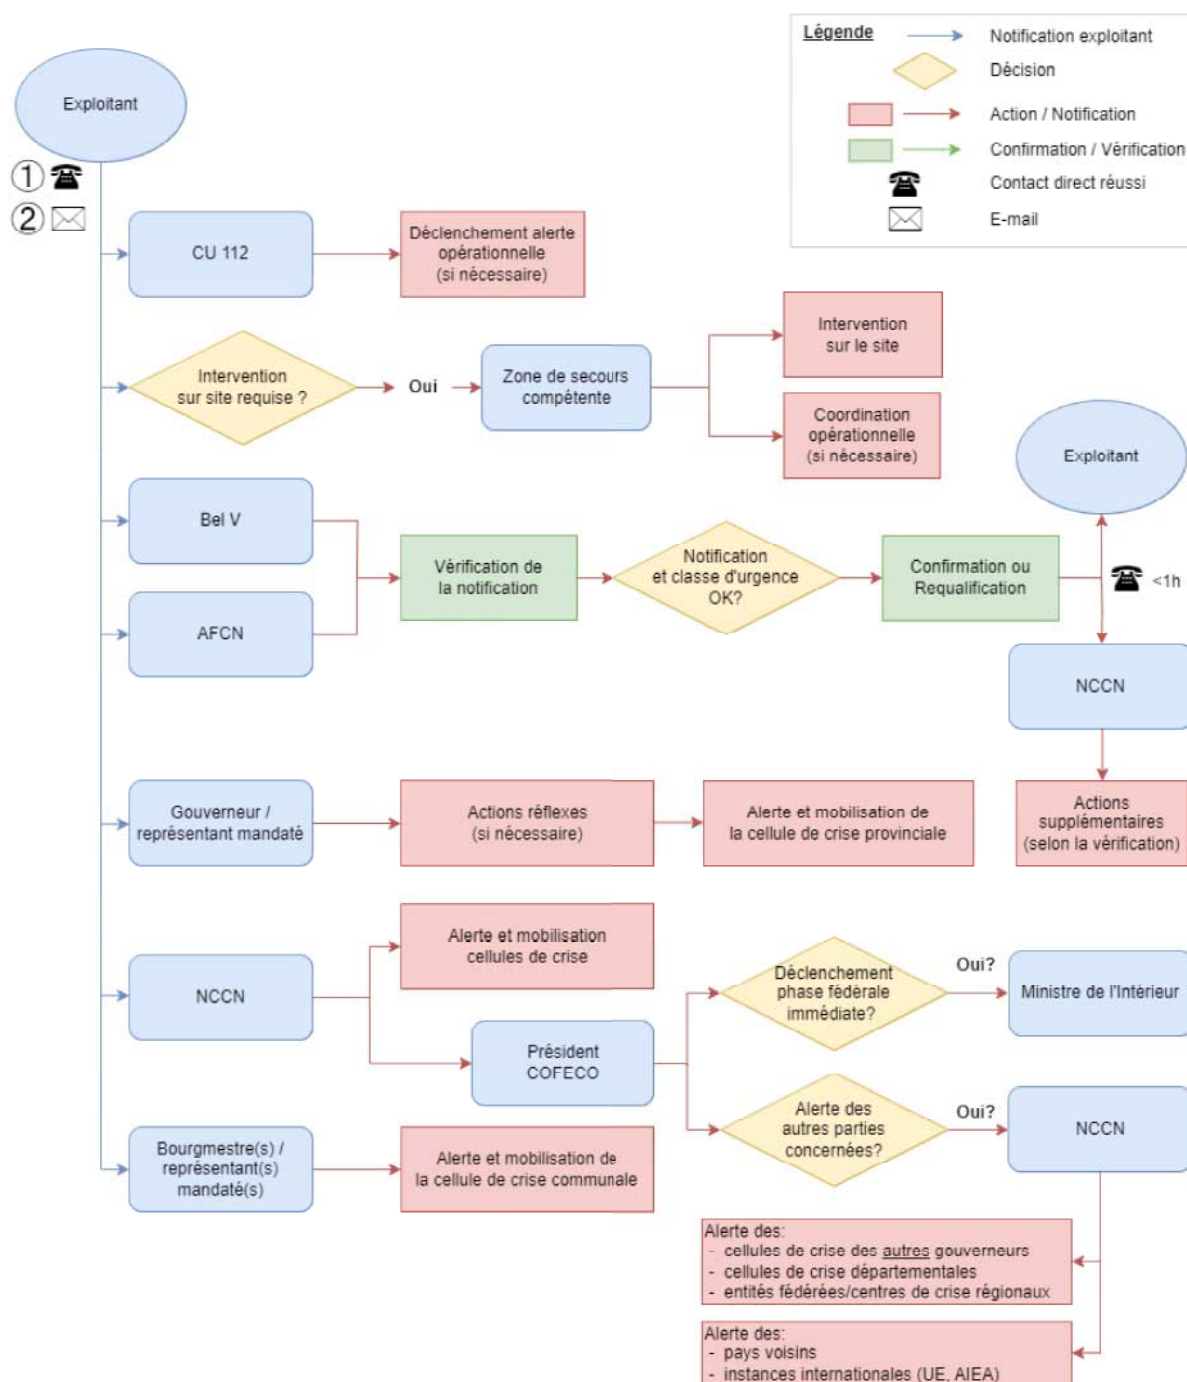 Légende
Notification exploitant
Décision
Action / Notification
Confirmation / Vérification
Contact direct réussi
E-mail
Exploitant
1
2
CU 112
Déclenchement alerte
opérationnelle
(si nécessaire)
Intervention
sur site requise ?
Oui
Zone de secours
compétente
Intervention
sur le site
Coordination
opérationnelle
(si nécessaire)
Exploitant
Bel V
AFCN
Vérification de
la notification
Notification
et classe d'urgence
OK?
Confirmation ou
Requalification
<1h
NCCN
Actions
supplémentaires
(selon la vérification)
Gouverneur /
représentant mandaté
Actions réflexes
(si nécessaire)
Alerte et mobilisation de
la cellule de crise provinciale
NCCN
Alerte et mobilisation
cellules de crise
Président
COFECO
Déclenchement
phase fédérale
immédiate?
Oui?
Ministre de l'Intérieur
Alerte des
autres parties
concernées?
Oui?
NCCN
Bourgmestre(s) /
représentant(s)
mandaté(s)
Alerte et mobilisation de
la cellule de crise communale
Alerte des:
- cellules de crise des autres gouverneurs
- cellules de crise départementales
- entités fédérées/centres de crise régionaux
Alerte des:
- pays voisins
- instances internationales (UE, AIEA)